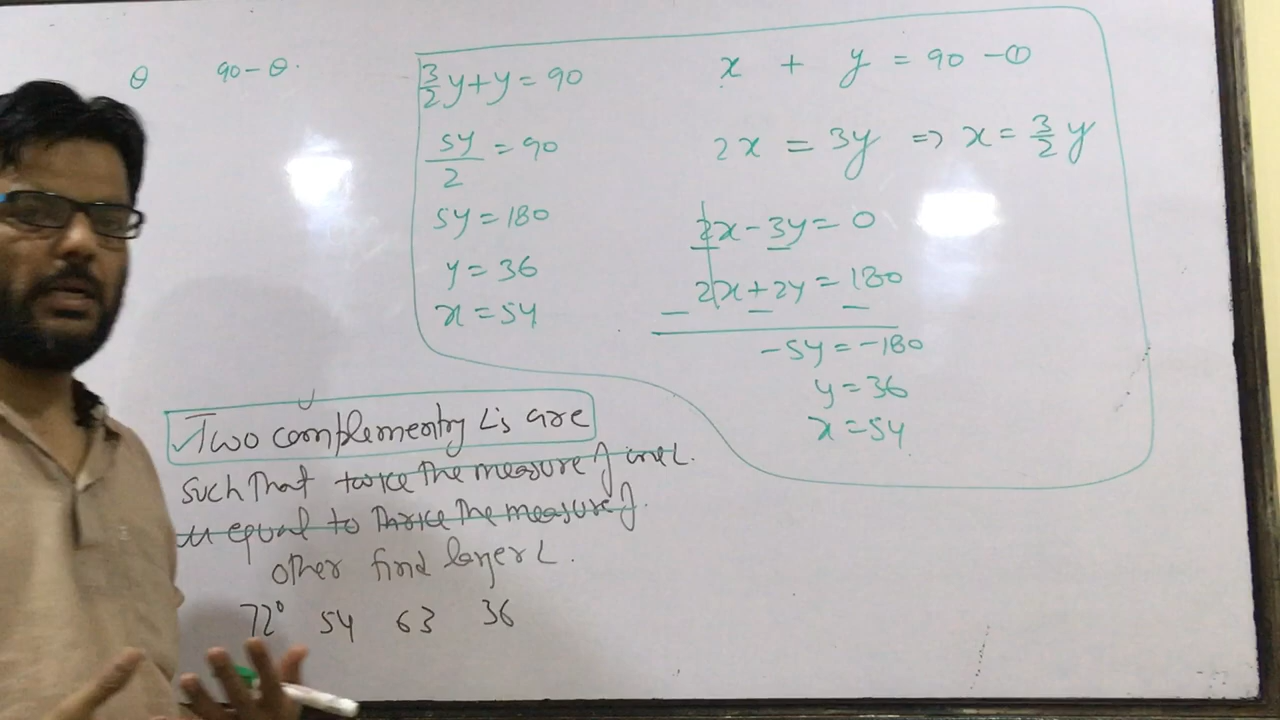 θ 90-θ.
3/2 y+y=90
5y/2 =90
5y=180
y=36
x=54
x + y = 90 -①
2x = 3y => x = 3/2 y
2x-3y=0
2x+2y=180
-5y=-180
y=36
x=54
✓Two complementry ∠'s are
such that twice the measure of one ∠.
is equal to thrice the measure of.
other find larger ∠.
72° 54 63 36